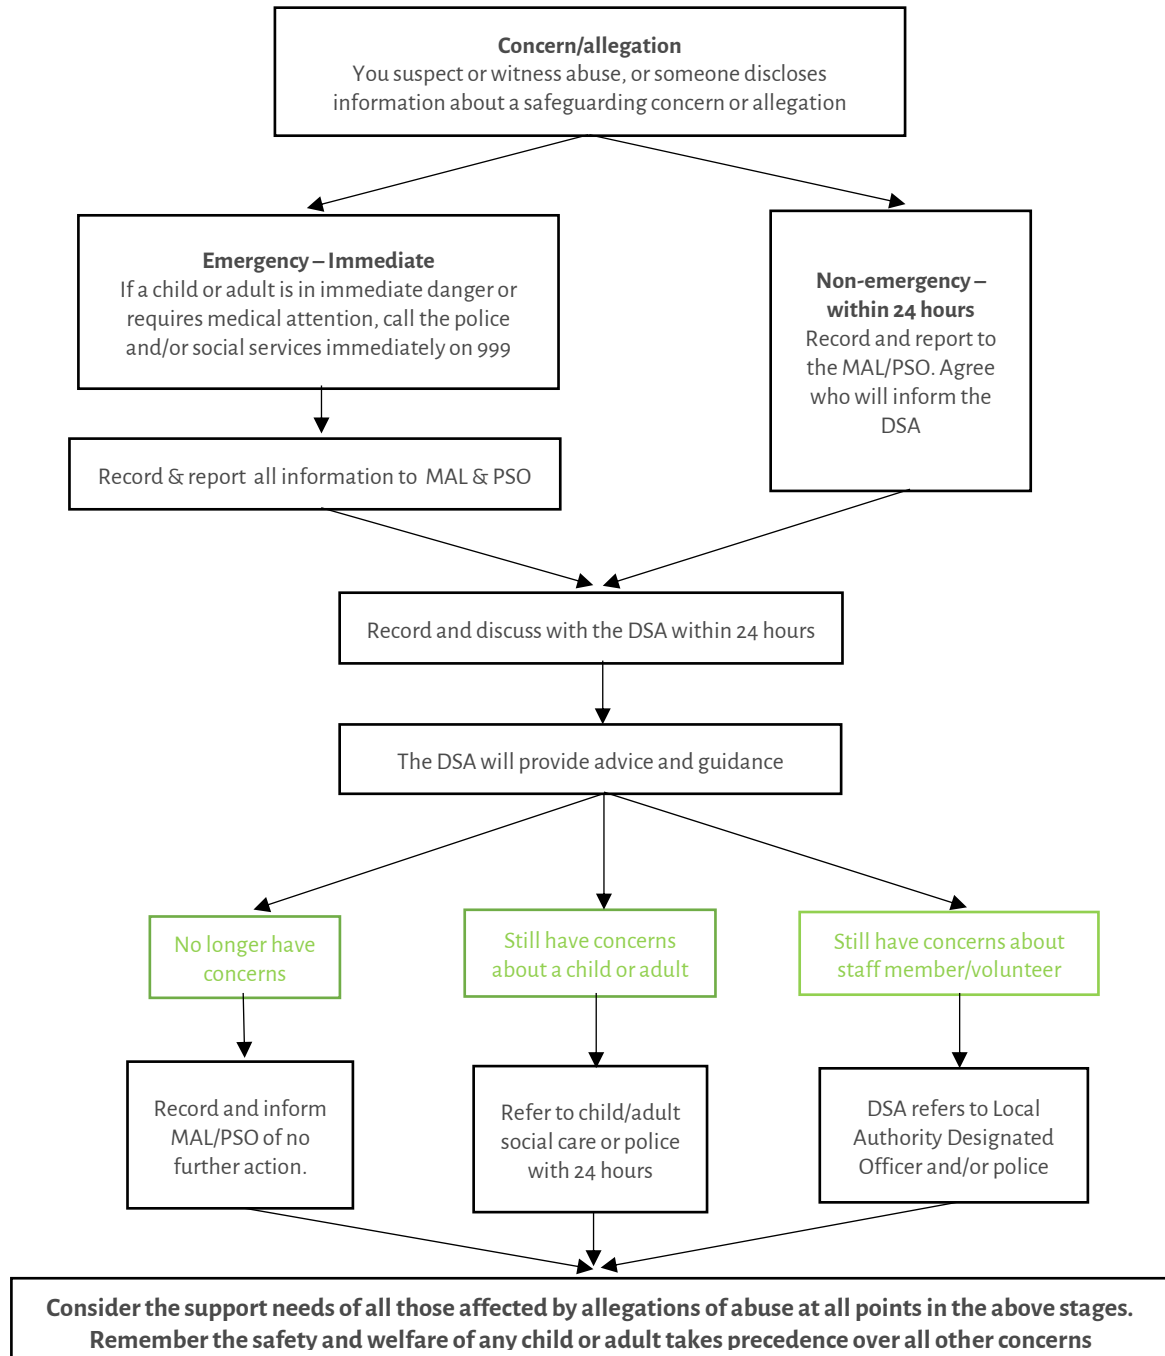 Concern/allegation
You suspect or witness abuse, or someone discloses
information about a safeguarding concern or allegation
Emergency – Immediate
If a child or adult is in immediate danger or
requires medical attention, call the police
and/or social services immediately on 999
Non-emergency –
within 24 hours
Record and report to
the MAL/PSO. Agree
who will inform the
DSA
Record & report all information to MAL & PSO
Record and discuss with the DSA within 24 hours
The DSA will provide advice and guidance
No longer have
concerns
Still have concerns
about a child or adult
Still have concerns about
staff member/volunteer
Record and inform
MAL/PSO of no
further action.
Refer to child/adult
social care or police
with 24 hours
DSA refers to Local
Authority Designated
Officer and/or police
Consider the support needs of all those affected by allegations of abuse at all points in the above stages.
Remember the safety and welfare of any child or adult takes precedence over all other concerns